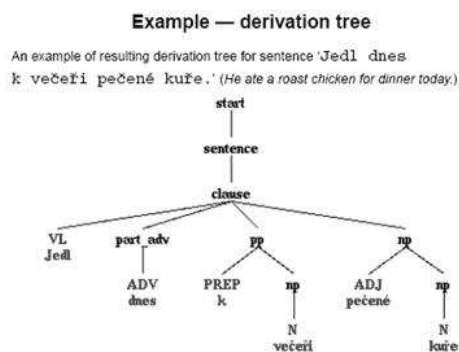 Example — derivation tree
An example of resulting derivation tree for sentence 'Jedl dnes
k večeři pečené kuře.' (He ate a roast chicken for dinner today.)
start
sentence
clause
VL part_adv pp np
Jedl
ADV PREP np ADJ np
dnes k pečené
N N
večeři kuře